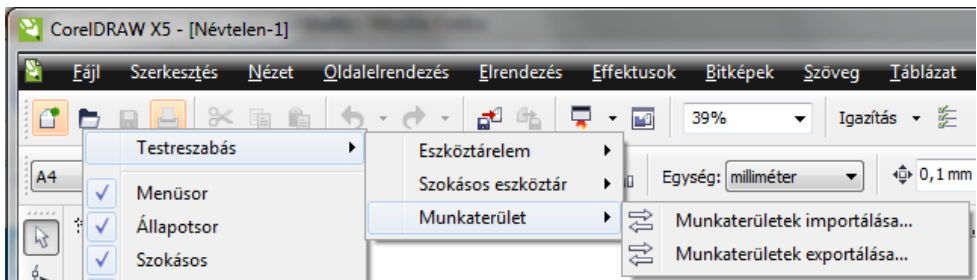 CorelDRAW X5 - [Névtelen-1]
Fájl Szerkesztés Nézet Oldalelrendezés Elrendezés Effektusok Bitképek Szöveg Táblázat
39% Igazítás
Testreszabás Eszköztárelem
A4 Egység: milliméter 0,1 mm
Menüsor Szokásos eszköztár
Állapotsor Munkaterület Munkaterületek importálása...
Szokásos Munkaterületek exportálása...